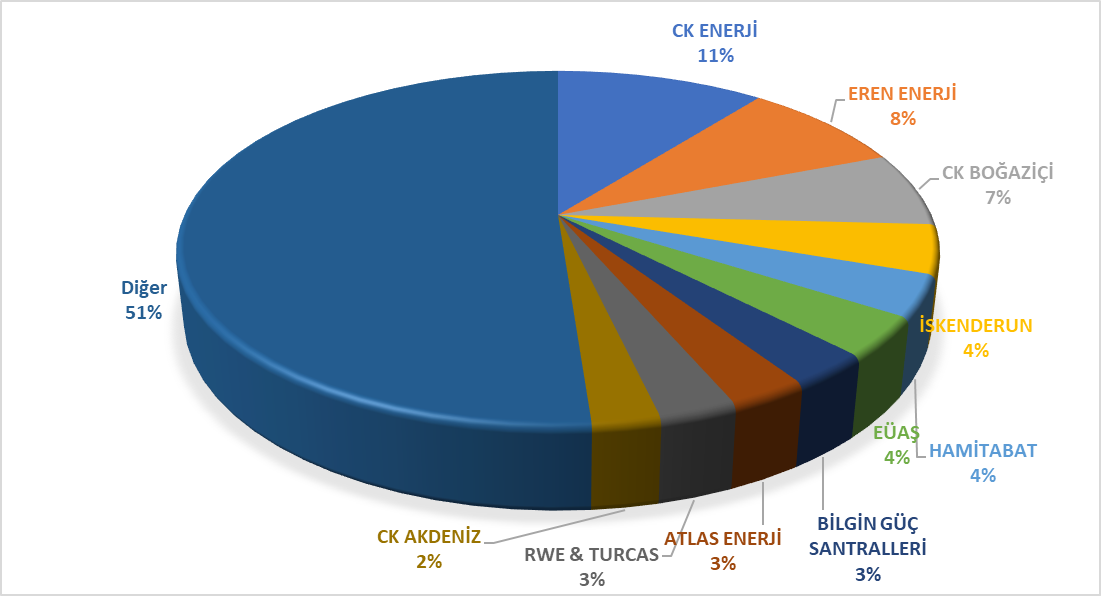 CK ENERJİ
11%
EREN ENERJİ
8%
CK BOĞAZİÇİ
7%
İSKENDERUN
4%
HAMİTABAT
4%
EÜAŞ
4%
BİLGİN GÜÇ
SANTRALLERİ
3%
ATLAS ENERJİ
3%
RWE & TURCAS
3%
CK AKDENİZ
2%
Diğer
51%